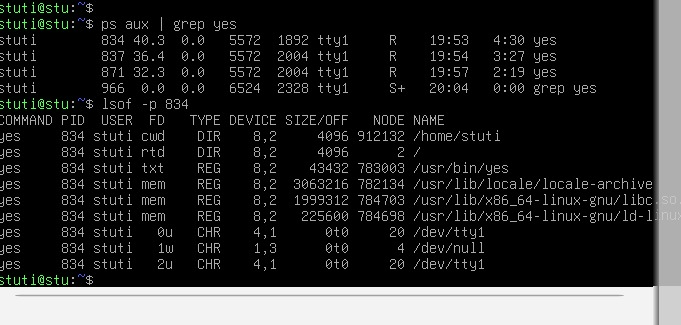 stuti@stu:~$
stuti@stu:~$ ps aux | grep yes
stuti 834 40.3 0.0 5572 1892 tty1 R 19:53 4:30 yes
stuti 837 36.4 0.0 5572 2004 tty1 R 19:54 3:27 yes
stuti 871 32.3 0.0 5572 2004 tty1 R 19:57 2:19 yes
stuti 966 0.0 0.0 6524 2328 tty1 S+ 20:04 0:00 grep yes
stuti@stu:~$ lsof -p 834
COMMAND PID USER FD TYPE DEVICE SIZE/OFF NODE NAME
yes 834 stuti cwd DIR 8,2 4096 912132 /home/stuti
yes 834 stuti rtd DIR 8,2 4096 2 /
yes 834 stuti txt REG 8,2 43432 783003 /usr/bin/yes
yes 834 stuti mem REG 8,2 3063216 782134 /usr/lib/locale/locale-archive
yes 834 stuti mem REG 8,2 1999312 784703 /usr/lib/x86_64-linux-gnu/libc.so.
yes 834 stuti mem REG 8,2 225600 784698 /usr/lib/x86_64-linux-gnu/ld-linu
yes 834 stuti 0u CHR 4,1 0t0 20 /dev/tty1
yes 834 stuti 1w CHR 1,3 0t0 4 /dev/null
yes 834 stuti 2u CHR 4,1 0t0 20 /dev/tty1
stuti@stu:~$